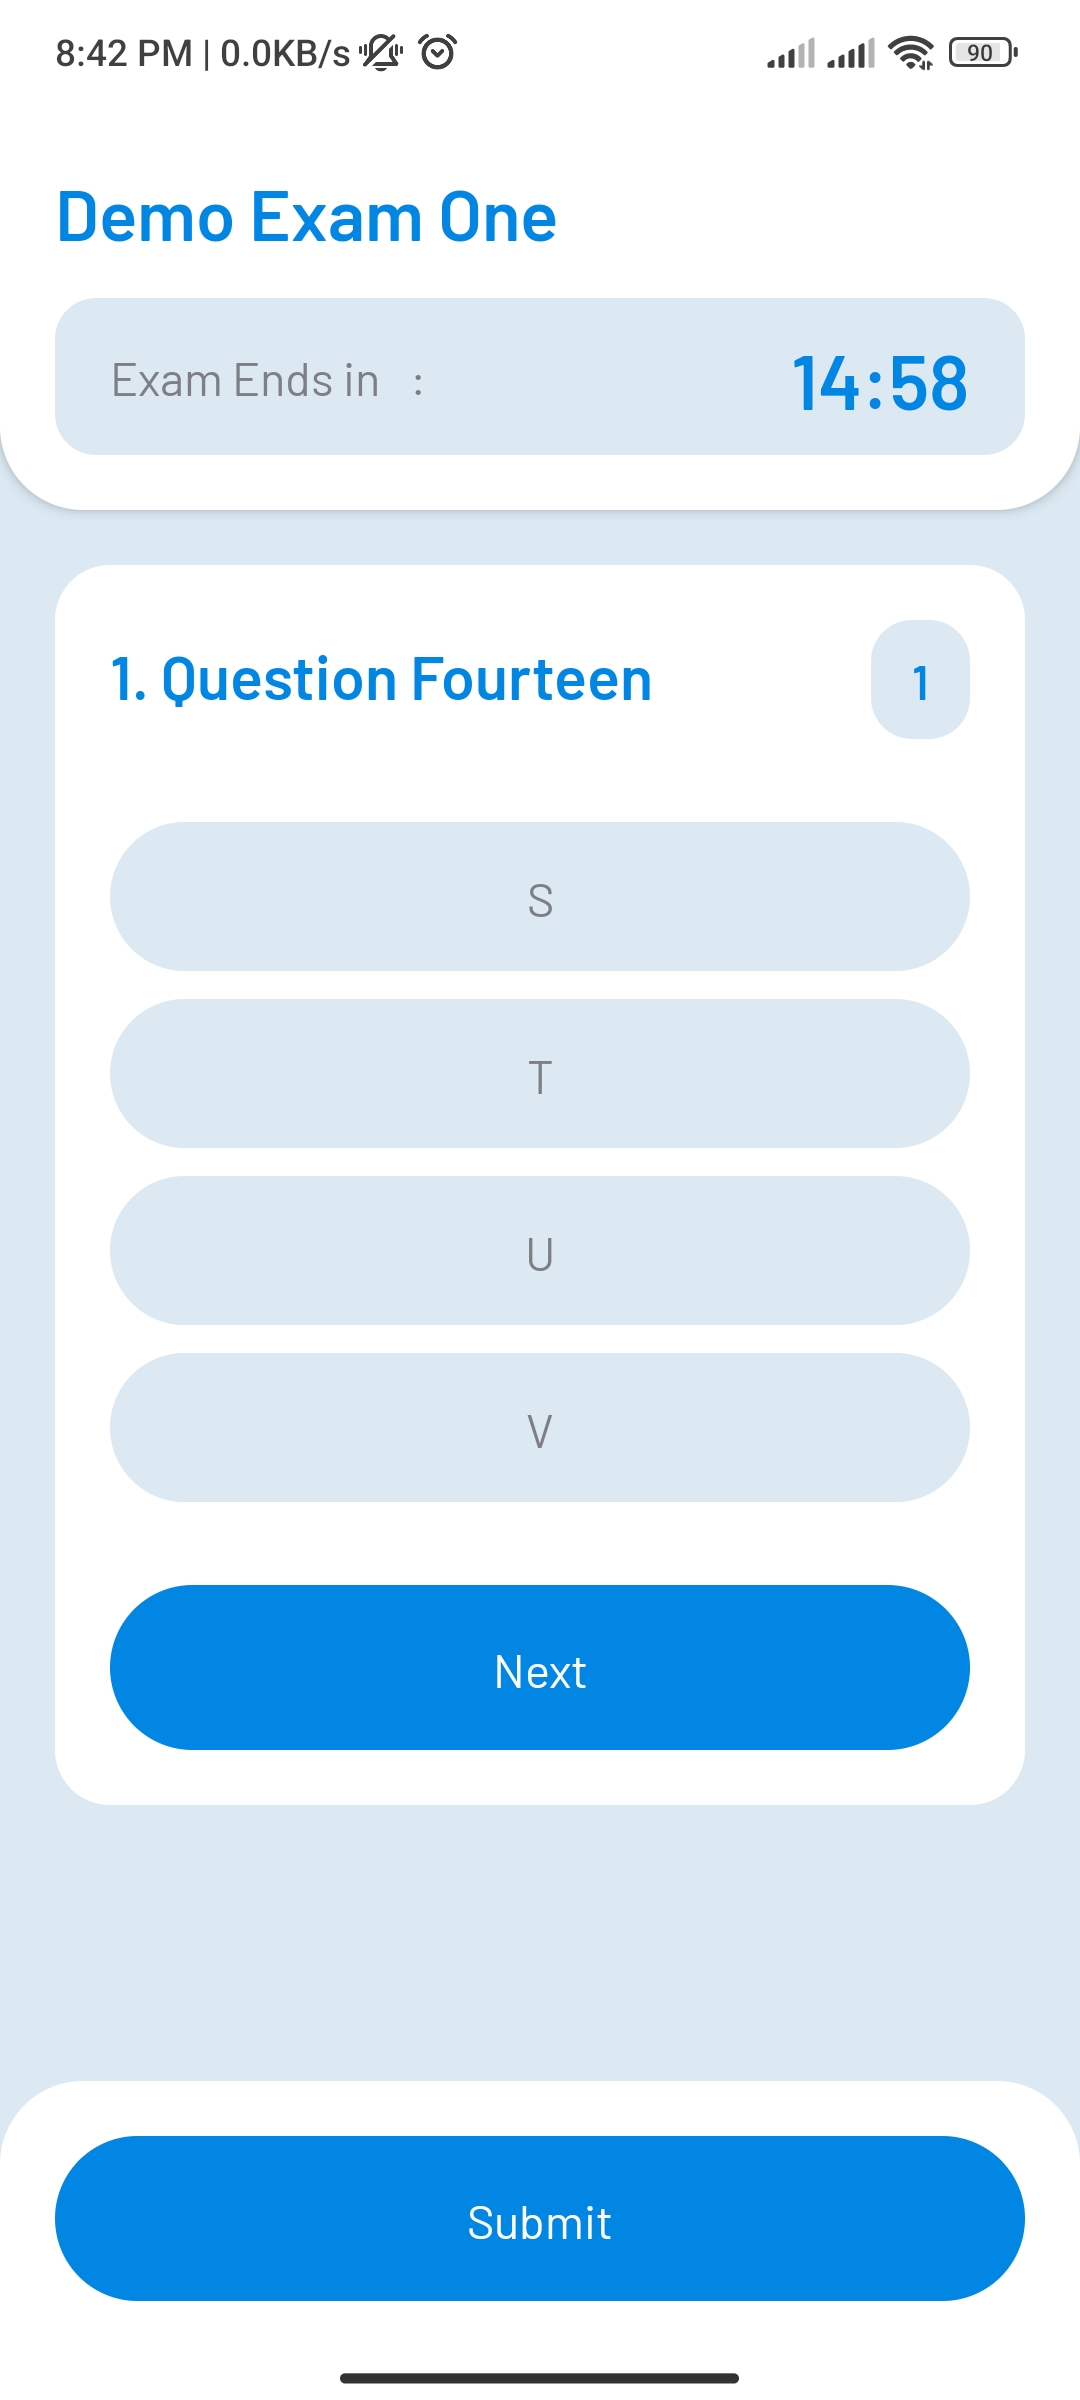 8:42 PM | 0.0KB/s 90
Demo Exam One
Exam Ends in : 14:58
1. Question Fourteen 1
S
T
U
V
Next
Submit